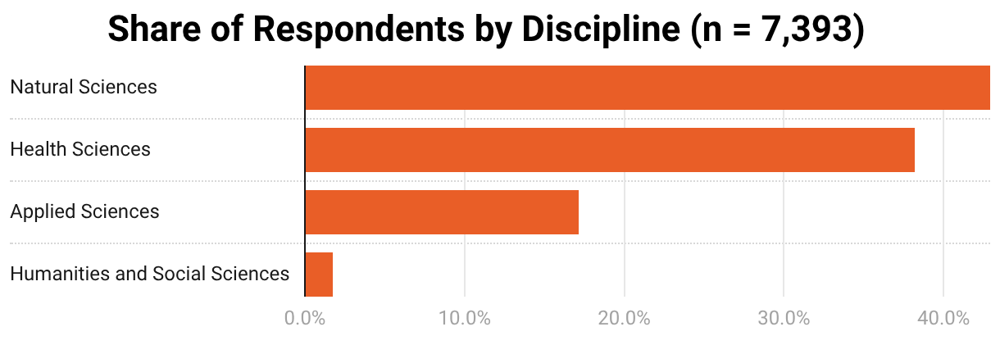 Share of Respondents by Discipline (n = 7,393)
Natural Sciences
Health Sciences
Applied Sciences
Humanities and Social Sciences
0.0% 10.0% 20.0% 30.0% 40.0%